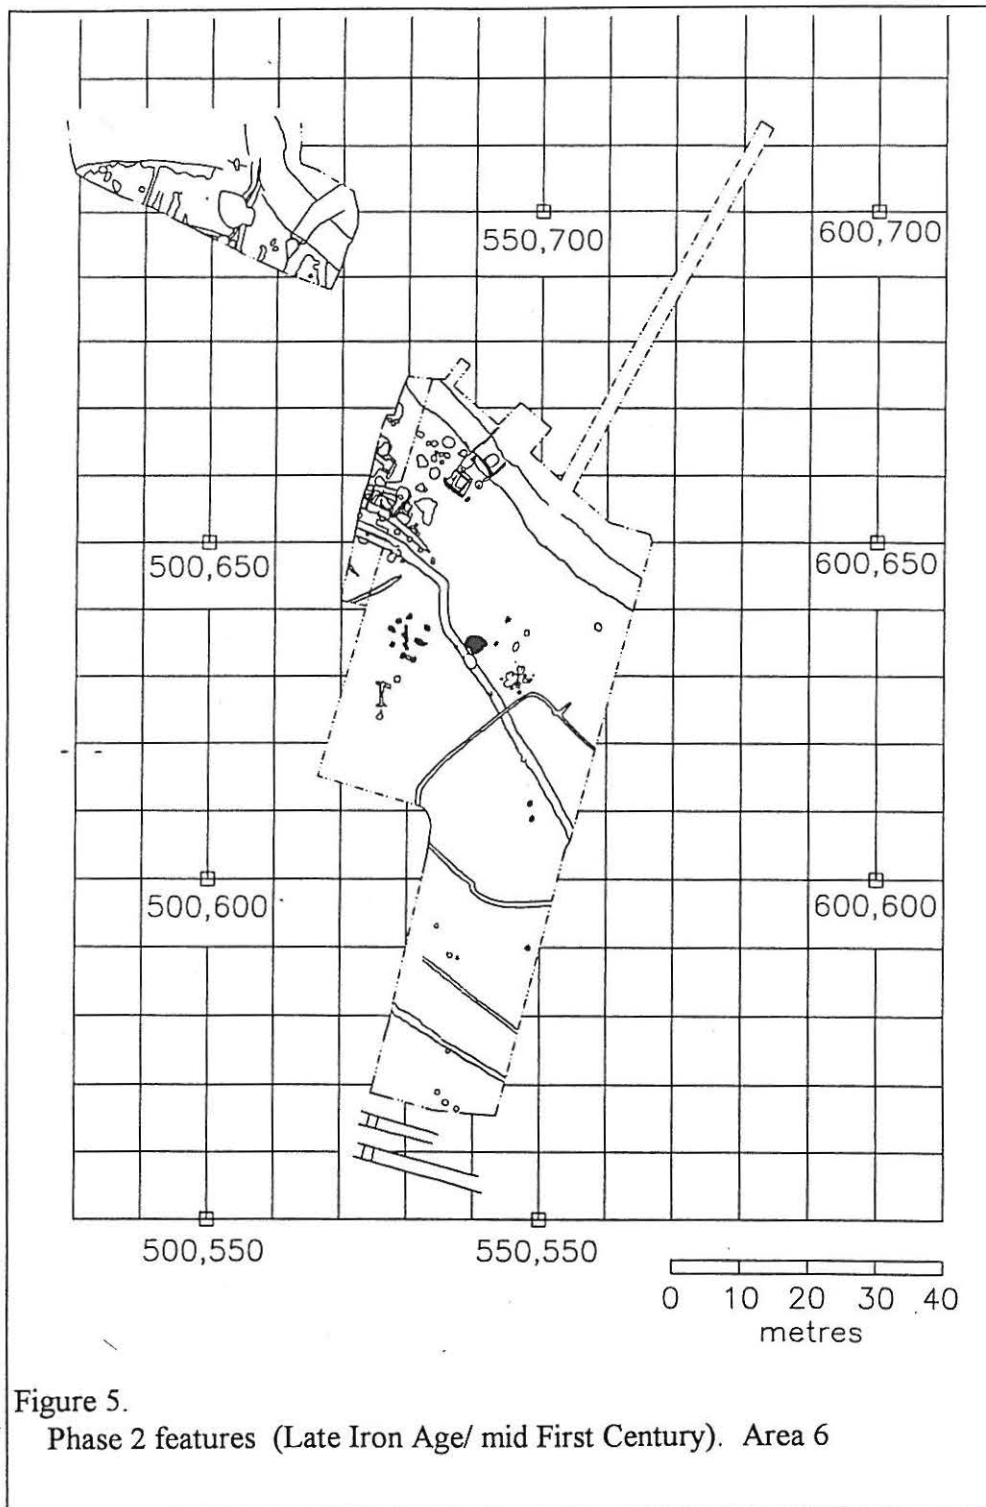 550,700
600,700
500,650
600,650
500,600
600,600
500,550
550,550
0 10 20 30 40
metres
Figure 5.
Phase 2 features (Late Iron Age/ mid First Century). Area 6